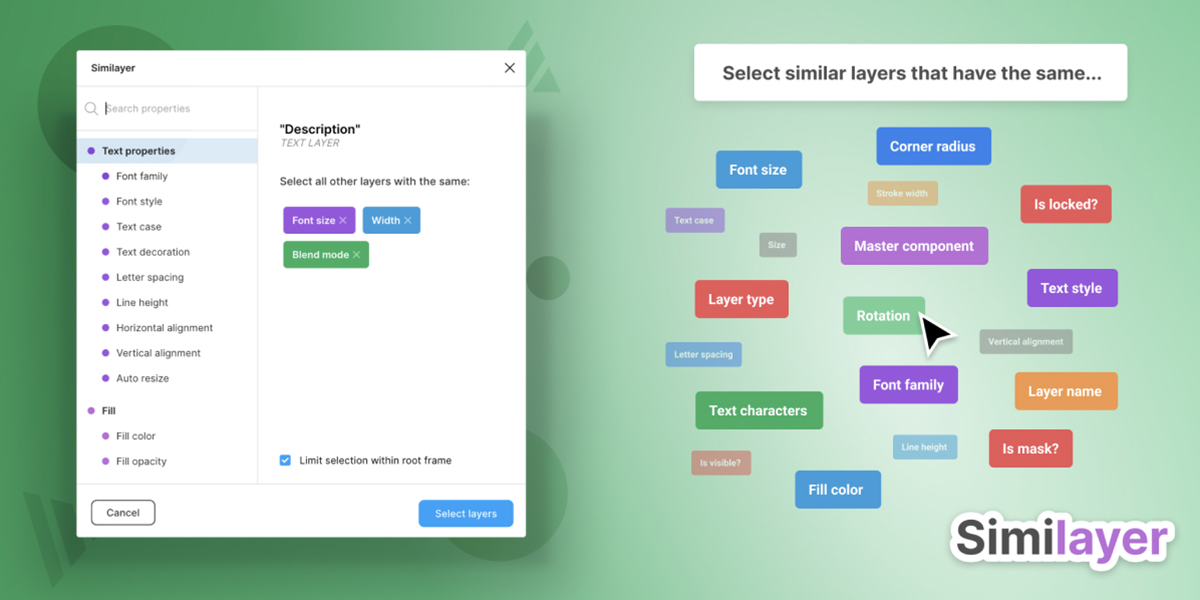 Similayer
Search properties
Text properties
Font family
Font style
Text case
Text decoration
Letter spacing
Line height
Horizontal alignment
Vertical alignment
Auto resize
Fill
Fill color
Fill opacity
"Description"
TEXT LAYER
Select all other layers with the same:
Font size
Width
Blend mode
Limit selection within root frame
Cancel
Select layers
Select similar layers that have the same...
Corner radius
Font size
Stroke width
Is locked?
Text case
Size
Master component
Text style
Layer type
Rotation
Vertical alignment
Letter spacing
Font family
Layer name
Text characters
Line height
Is mask?
Is visible?
Fill color
Similayer